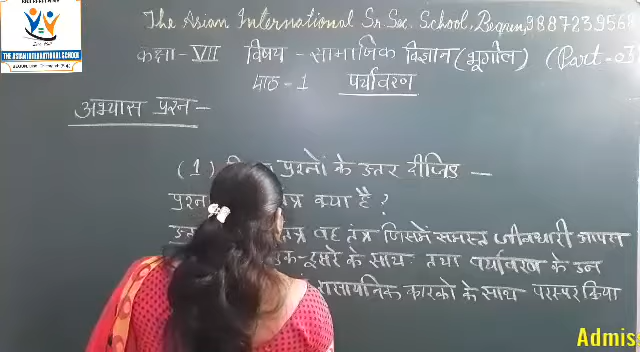 The Asian International Sr. Sec. School, Begun, 9887239568
कक्षा - VII विषय - सामाजिक विज्ञान (भूगोल) (Part-03
पाठ - 1 पर्यावरण
THE ASIAN INTERNATIONAL SCHOOL
अभ्यास प्रश्न -
(1) प्रश्नों के उत्तर दीजिए -
प्रश्न क्या है?
वह तंत्र जिसमें समस्त जीवधारी आपस
एक-दूसरे के साथ तथा पर्यावरण के उन
रासायनिक कारकों के साथ परस्पर क्रिया
Admis